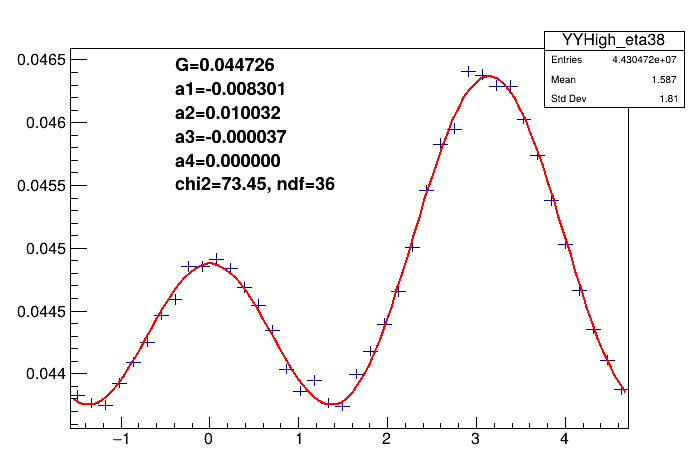 YYHigh_eta38
Entries 4.430472e+07
Mean 1.587
Std Dev 1.81
G=0.044726
a1=-0.008301
a2=0.010032
a3=-0.000037
a4=0.000000
chi2=73.45, ndf=36
0.0465
0.046
0.0455
0.045
0.0445
0.044
−1 0 1 2 3 4